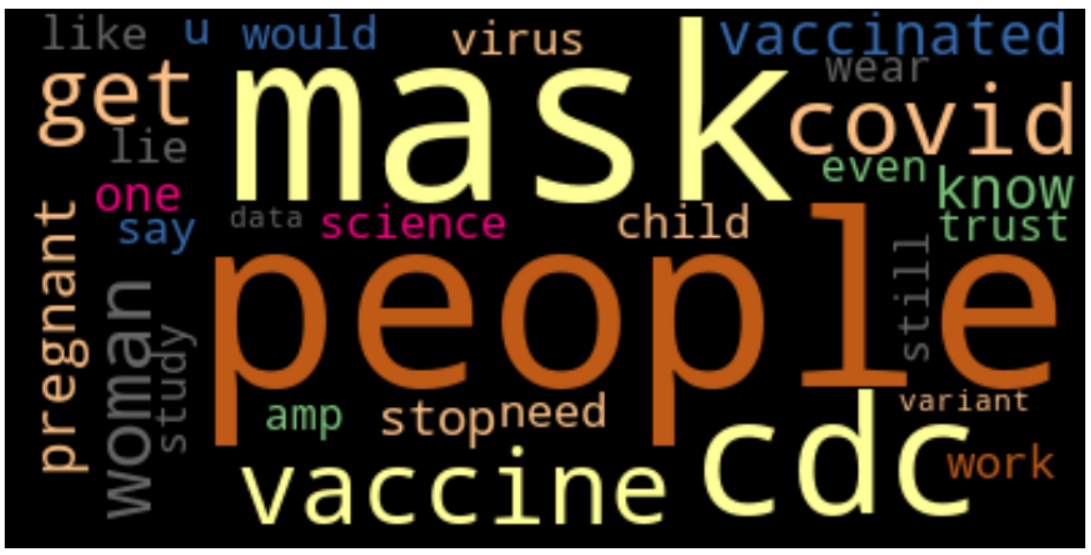 like u would virus vaccinated
wear
get mask covid
lie even
one know
say data science child trust
pregnant woman study people still
amp stop need variant
vaccine cdc work